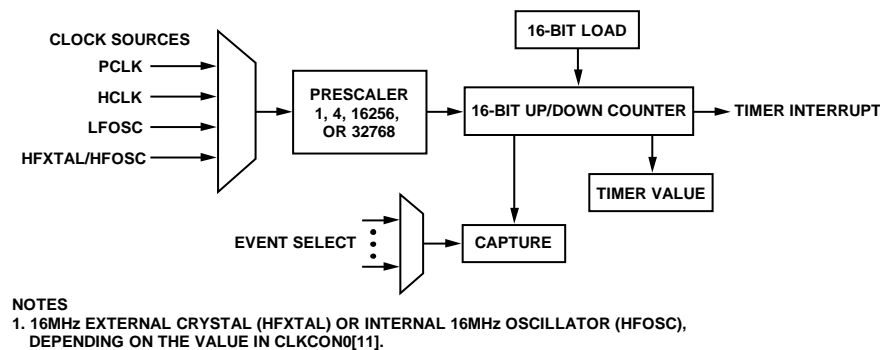 CLOCK SOURCES
PCLK
HCLK
LFOSC
HFXTAL/HFOSC
PRESCALER
1, 4, 16256,
OR 32768
16-BIT LOAD
16-BIT UP/DOWN COUNTER
TIMER INTERRUPT
TIMER VALUE
EVENT SELECT
CAPTURE
NOTES
1. 16MHz EXTERNAL CRYSTAL (HFXTAL) OR INTERNAL 16MHz OSCILLATOR (HFOSC),
DEPENDING ON THE VALUE IN CLKCON0[11].